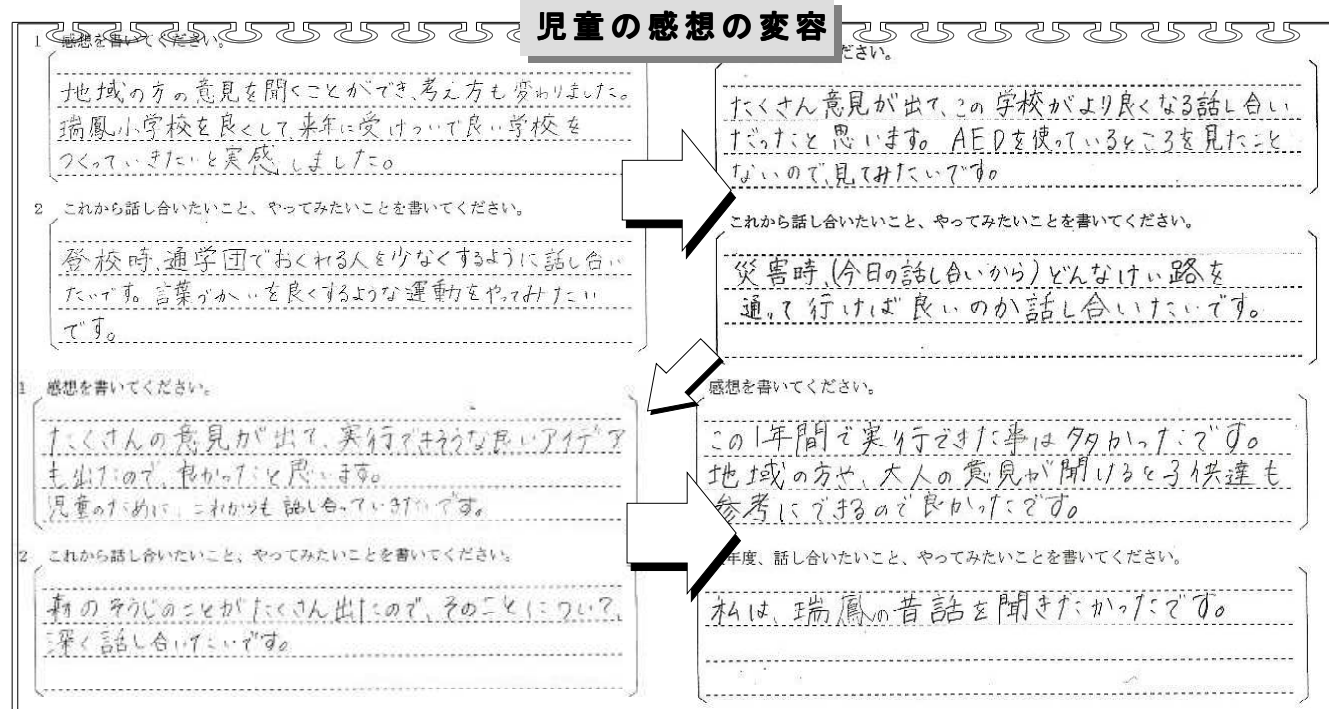 児童の感想の変容
1 感想を書いてください。
地域の方の意見を聞くことができ、考え方も変わりました。
瑞鳳小学校を良くして、来年に受けついで良い学校を
つくっていきたいと実感しました。
2 これから話し合いたいこと、やってみたいことを書いてください。
登校時、通学団でおくれる人を少なくするように話し合い
たいです。言葉づかいを良くするような運動をやってみたい
です。
ださい。
たくさん意見が出て、この学校がより良くなる話し合い
だったと思います。AEDを使っているところを見たこと
ないので、見てみたいです。
これから話し合いたいこと、やってみたいことを書いてください。
災害時、(今日の話し合いから)どんなけい路を
通って行けば良いのか話し合いたいです。
1 感想を書いてください。
たくさんの意見が出て、実行できそうな良いアイデア
も出たので、良かったと思います。
児童のために、これからも話し合っていきたいです。
2 これから話し合いたいこと、やってみたいことを書いてください。
のそうじのことがたくさん出たので、そのことについて、
深く話し合いたいです。
感想を書いてください。
この1年間で実行できた事は多かったです。
地域の方や、大人の意見が聞けると子供達も
参考にできるので良かったです。
年度、話し合いたいこと、やってみたいことを書いてください。
私は、瑞鳳の昔話を聞きたかったです。